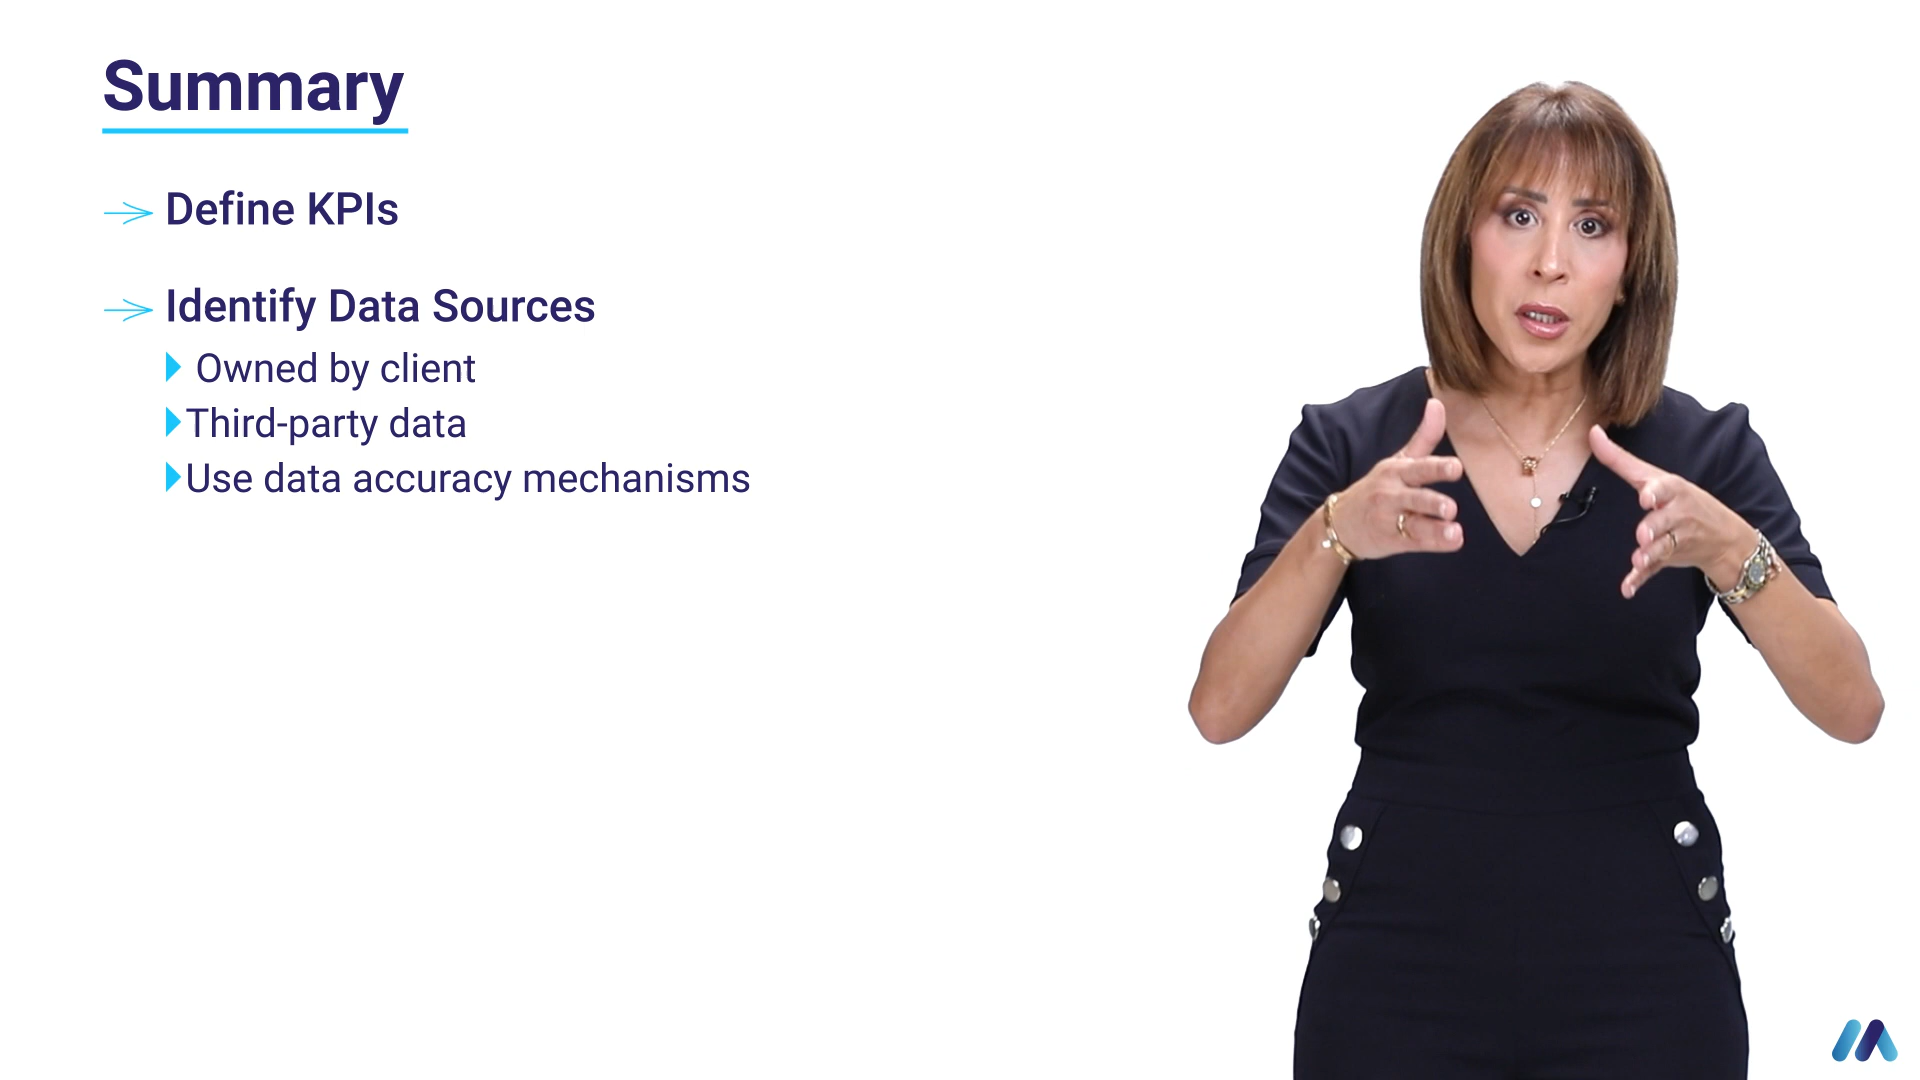 Summary
Define KPIs
Identify Data Sources
Owned by client
Third-party data
Use data accuracy mechanisms